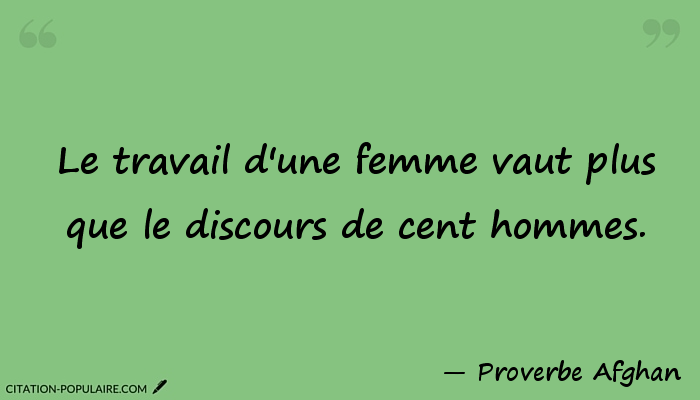 “ ”
Le travail d'une femme vaut plus
que le discours de cent hommes.
— Proverbe Afghan
CITATION-POPULAIRE.COM